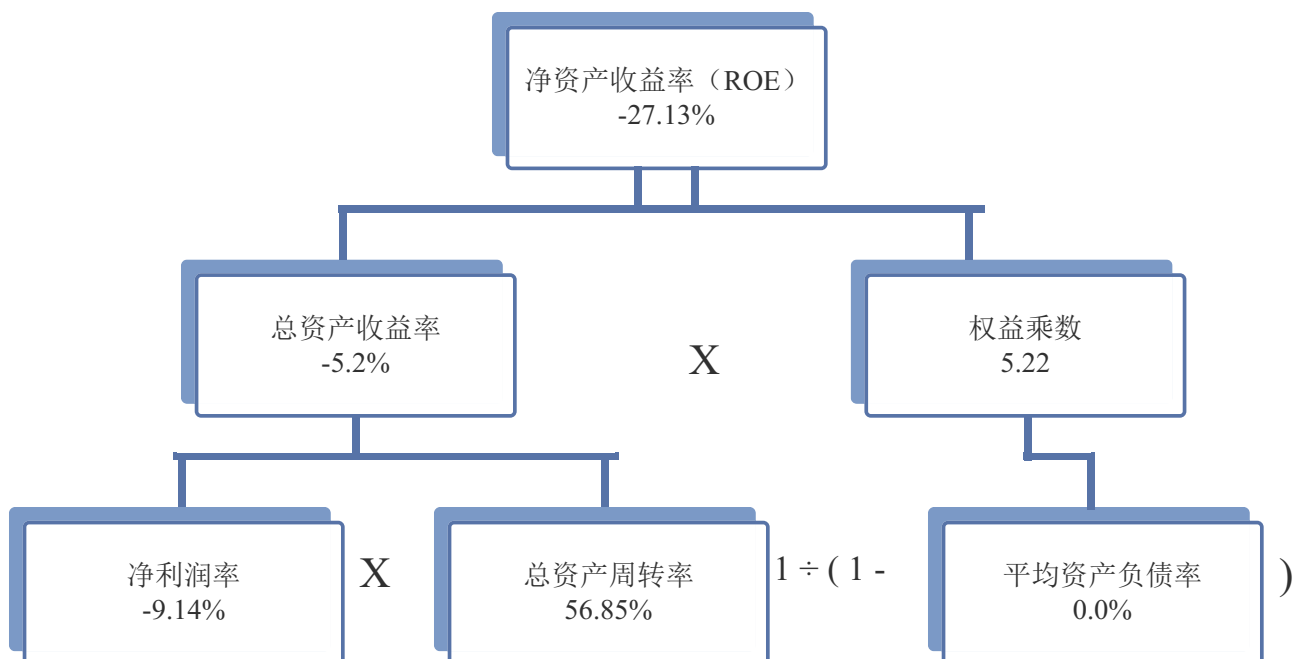 净资产收益率（ROE）
-27.13%
总资产收益率
-5.2%
X
权益乘数
5.22
净利润率
-9.14%
X
总资产周转率
56.85%
1 ÷ ( 1 -
平均资产负债率
0.0%
)